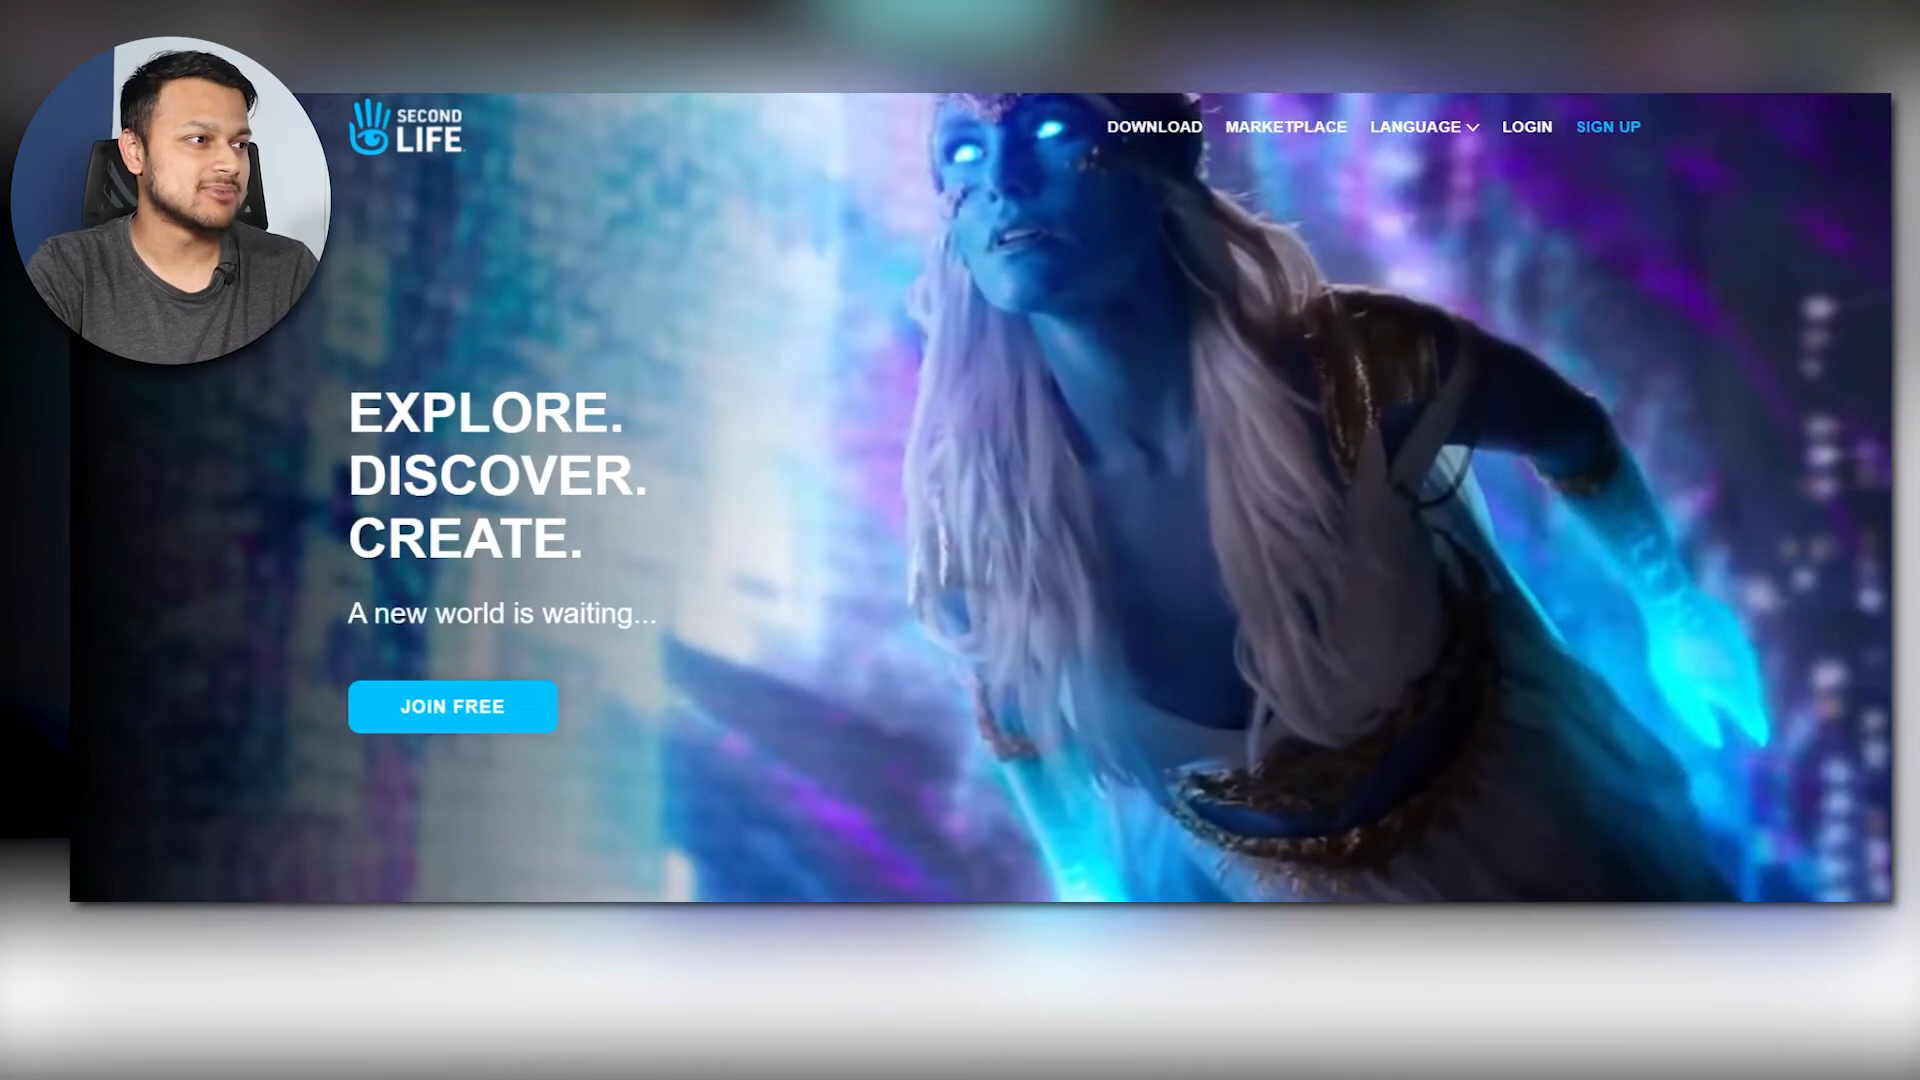 SECOND
LIFE
DOWNLOAD MARKETPLACE LANGUAGE LOGIN SIGN UP
EXPLORE.
DISCOVER.
CREATE.
A new world is waiting...
JOIN FREE